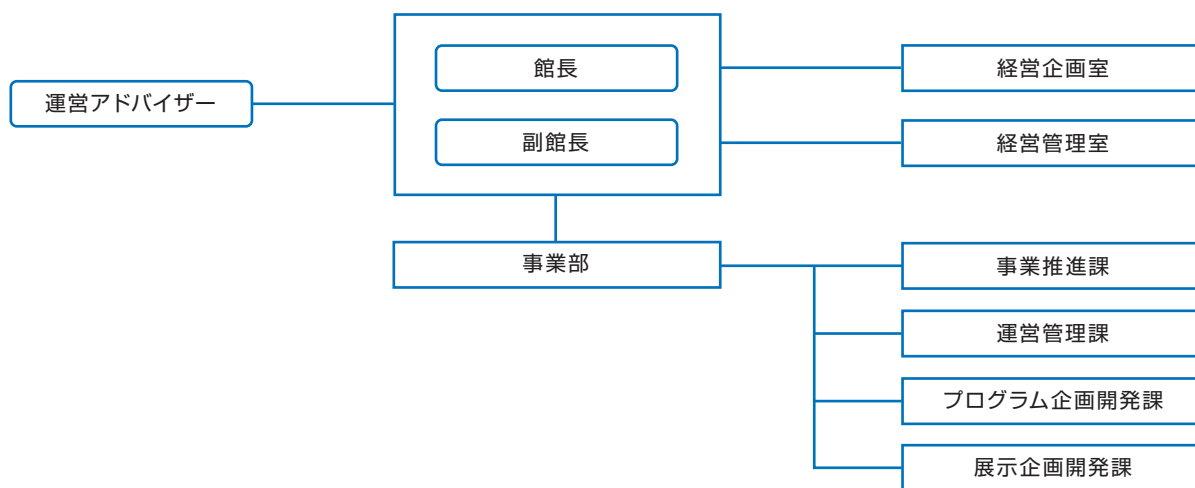 運営アドバイザー
館長
副館長
経営企画室
経営管理室
事業部
事業推進課
運営管理課
プログラム企画開発課
展示企画開発課